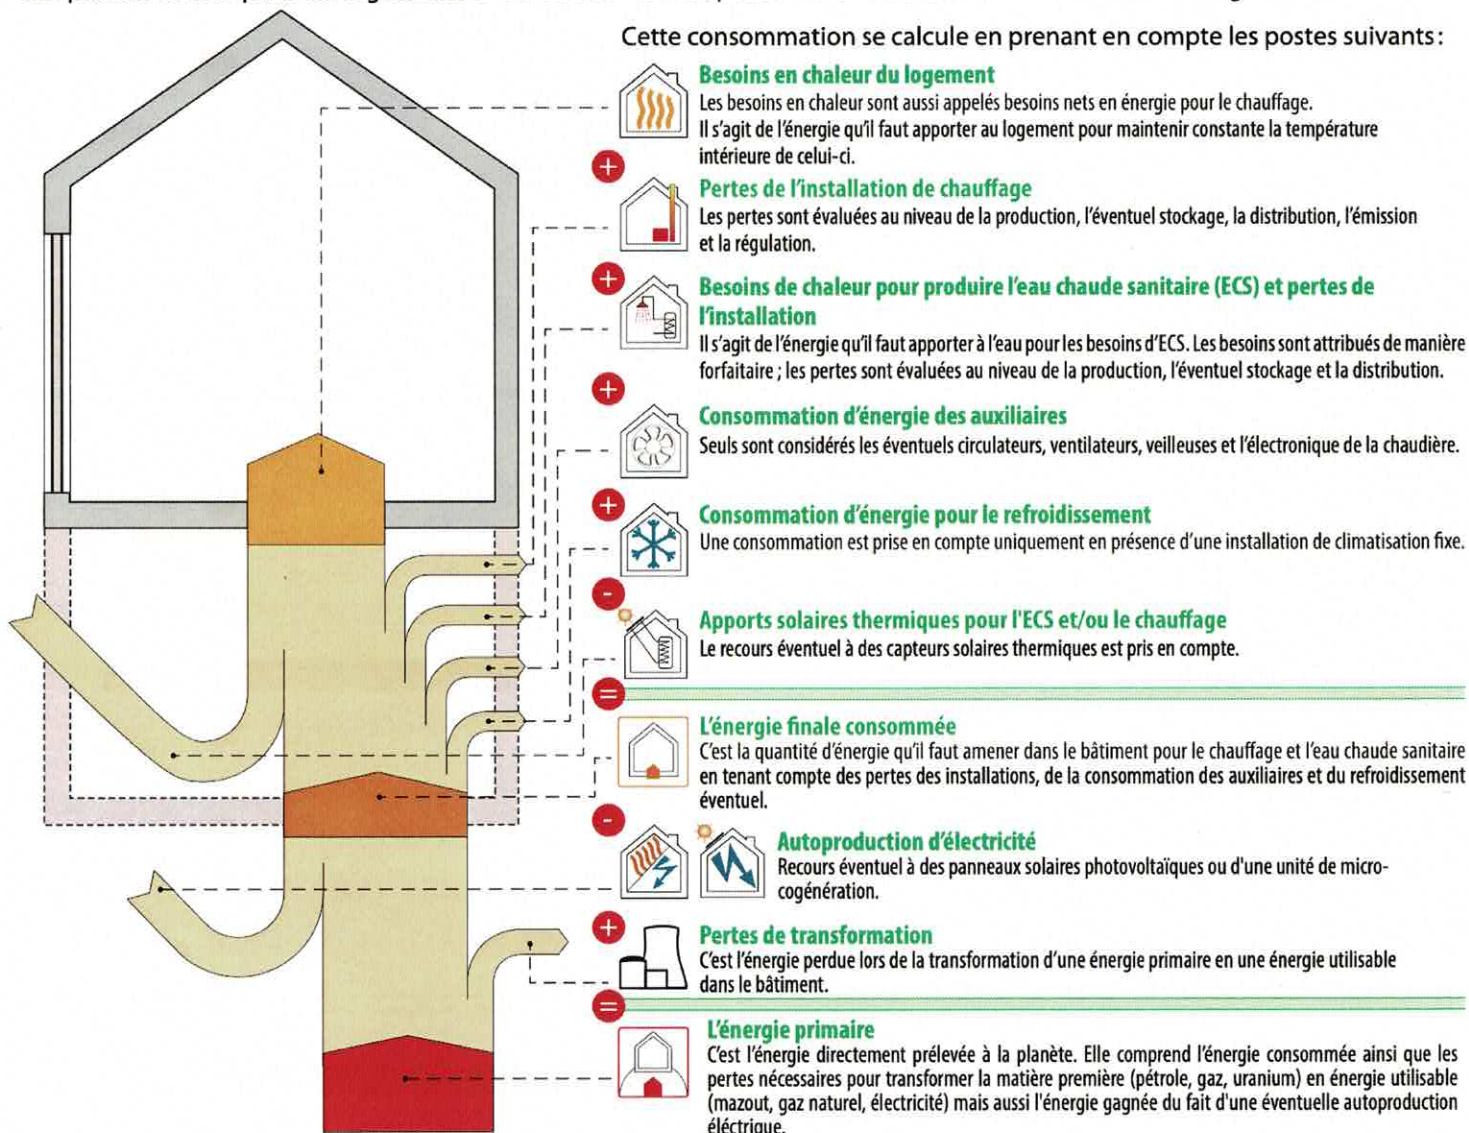 Cette consommation se calcule en prenant en compte les postes suivants :
Besoins en chaleur du logement
Les besoins en chaleur sont aussi appelés besoins nets en énergie pour le chauffage.
Il s'agit de l'énergie qu'il faut apporter au logement pour maintenir constante la température
intérieure de celui-ci.
+
Pertes de l'installation de chauffage
Les pertes sont évaluées au niveau de la production, l'éventuel stockage, la distribution, l'émission
et la régulation.
+
Besoins de chaleur pour produire l'eau chaude sanitaire (ECS) et pertes de
l'installation
Il s'agit de l'énergie qu'il faut apporter à l'eau pour les besoins d'ECS. Les besoins sont attribués de manière
forfaitaire ; les pertes sont évaluées au niveau de la production, l'éventuel stockage et la distribution.
+
Consommation d'énergie des auxiliaires
Seuls sont considérés les éventuels circulateurs, ventilateurs, veilleuses et l'électronique de la chaudière.
+
Consommation d'énergie pour le refroidissement
Une consommation est prise en compte uniquement en présence d'une installation de climatisation fixe.
-
Apports solaires thermiques pour l'ECS et/ou le chauffage
Le recours éventuel à des capteurs solaires thermiques est pris en compte.
=
L'énergie finale consommée
C'est la quantité d'énergie qu'il faut amener dans le bâtiment pour le chauffage et l'eau chaude sanitaire
en tenant compte des pertes des installations, de la consommation des auxiliaires et du refroidissement
éventuel.
-
Autoproduction d'électricité
Recours éventuel à des panneaux solaires photovoltaïques ou d'une unité de micro-
cogénération.
+
Pertes de transformation
C'est l'énergie perdue lors de la transformation d'une énergie primaire en une énergie utilisable
dans le bâtiment.
=
L'énergie primaire
C'est l'énergie directement prélevée à la planète. Elle comprend l'énergie consommée ainsi que les
pertes nécessaires pour transformer la matière première (pétrole, gaz, uranium) en énergie utilisable
(mazout, gaz naturel, électricité) mais aussi l'énergie gagnée du fait d'une éventuelle autoproduction
éléctrique.